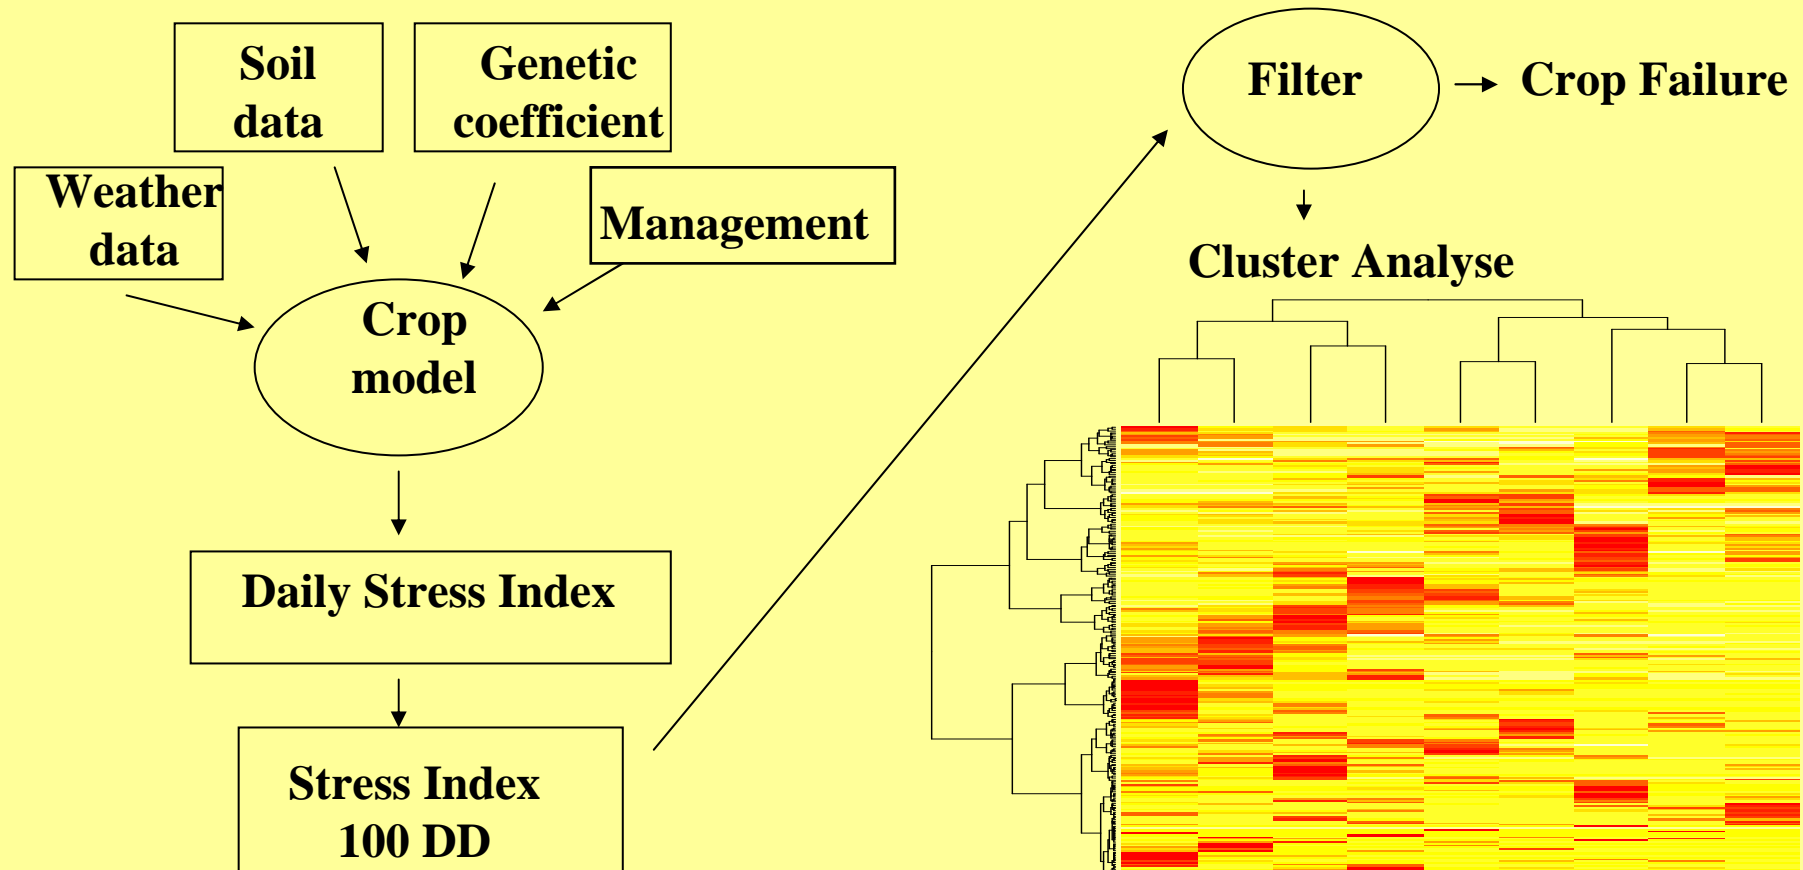 Soil
data
Genetic
coefficient
Weather
data
Management
Crop
model
Daily Stress Index
Stress Index
100 DD
Filter
Crop Failure
Cluster Analyse